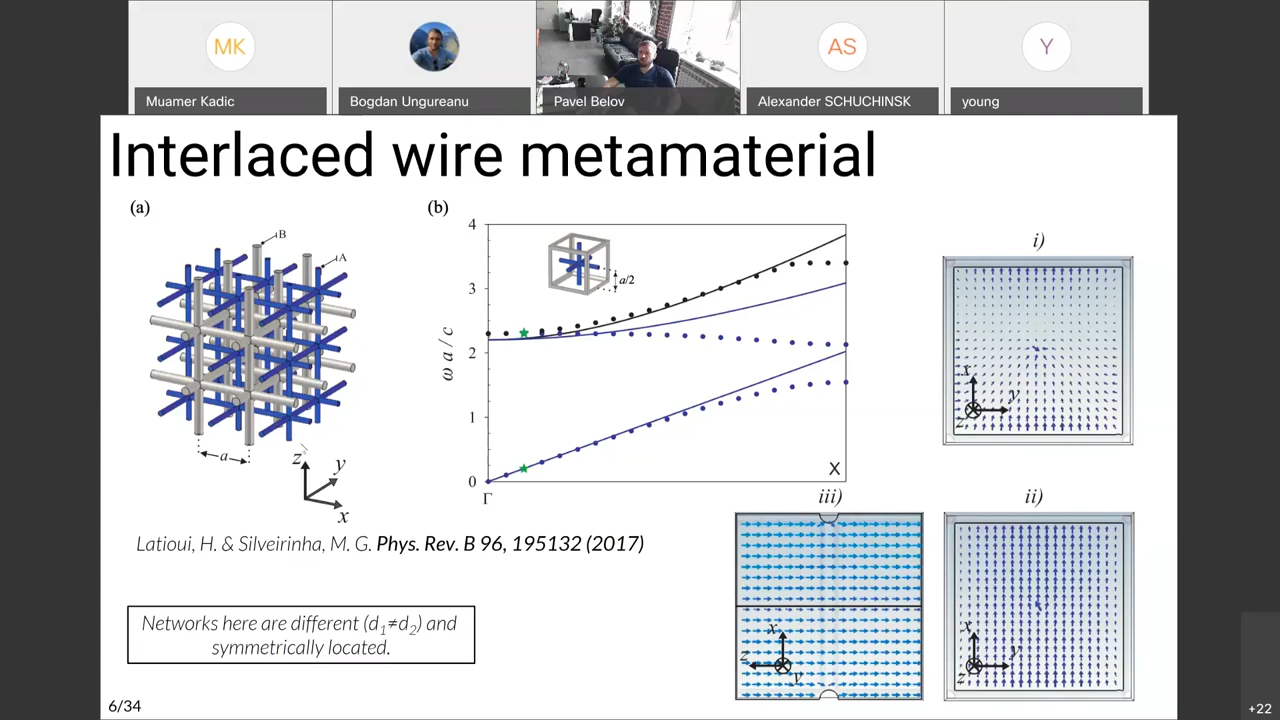 MK
AS
Y
Muamer Kadic
Bogdan Ungureanu
Pavel Belov
Alexander SCHUCHINSK
young
Interlaced wire metamaterial
(a)
B
A
a
z
y
x
(b)
4
3
2
1
0
ω a / c
a/2
Γ
X
i)
x
y
z
iii)
x
z
y
ii)
x
y
z
Latioui, H. & Silveirinha, M. G. Phys. Rev. B 96, 195132 (2017)
Networks here are different (d₁≠d₂) and
symmetrically located.
6/34
+22